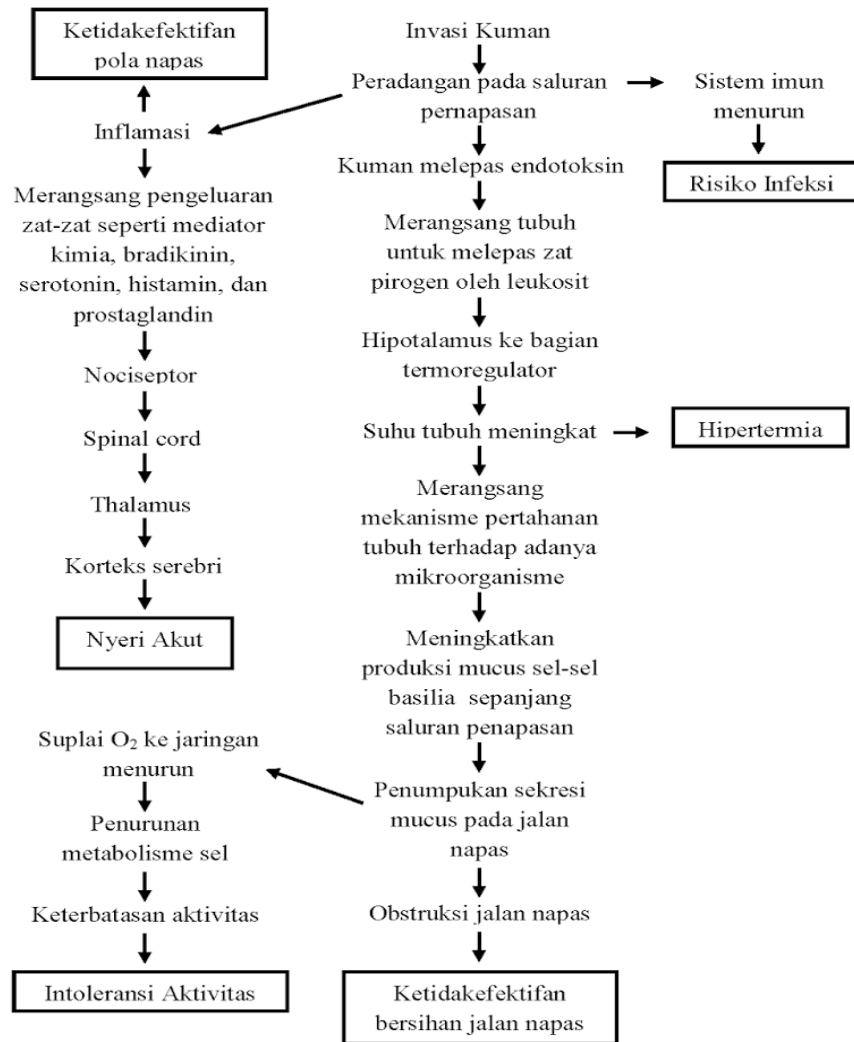 Ketidakefektifan
pola napas
Invasi Kuman
Peradangan pada saluran
pernapasan
Sistem imun
menurun
Inflamasi
Kuman melepas endotoksin
Risiko Infeksi
Merangsang pengeluaran
zat-zat seperti mediator
kimia, bradikinin,
serotonin, histamin, dan
prostaglandin
Merangsang tubuh
untuk melepas zat
pirogen oleh leukosit
Hipotalamus ke bagian
termoregulator
Nociseptor
Spinal cord
Suhu tubuh meningkat
Hipertermia
Thalamus
Merangsang
mekanisme pertahanan
tubuh terhadap adanya
mikroorganisme
Korteks serebri
Nyeri Akut
Meningkatkan
produksi mucus sel-sel
basilia sepanjang
saluran penapasan
Suplai O₂ ke jaringan
menurun
Penumpukan sekresi
mucus pada jalan
napas
Penurunan
metabolisme sel
Keterbatasan aktivitas
Obstruksi jalan napas
Intoleransi Aktivitas
Ketidakefektifan
bersihan jalan napas